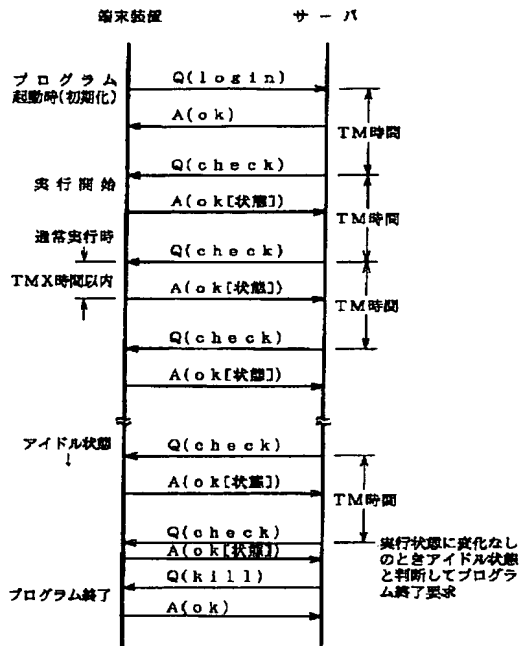 端末装置
サーバ
プログラム
起動時(初期化)
Q(login)
A(ok)
TM時間
Q(check)
実行開始
A(ok[状態])
TM時間
通常実行時
Q(check)
TMX時間以内
A(ok[状態])
TM時間
Q(check)
A(ok[状態])
アイドル状態
Q(check)
A(ok[状態])
TM時間
Q(check)
A(ok[状態])
実行状態に変化なし
のときアイドル状態
と判断してプログラ
ム終了要求
Q(kill)
プログラム終了
A(ok)